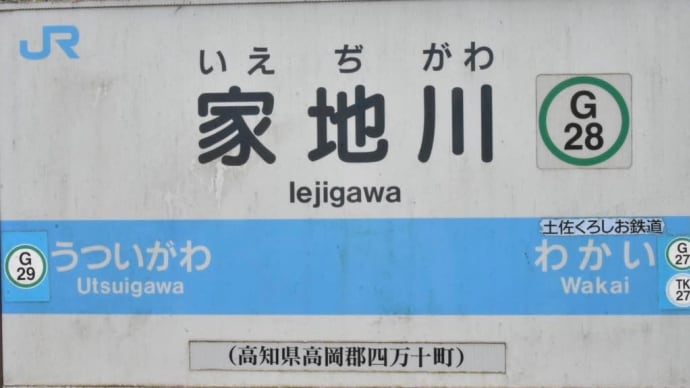 JR
いえぢがわ
家地川
G
28
Iejigawa
土佐くろしお鉄道
G
29
うついがわ
Utsuigawa
わかい
Wakai
G
27
TK
27
(高知県高岡郡四万十町)